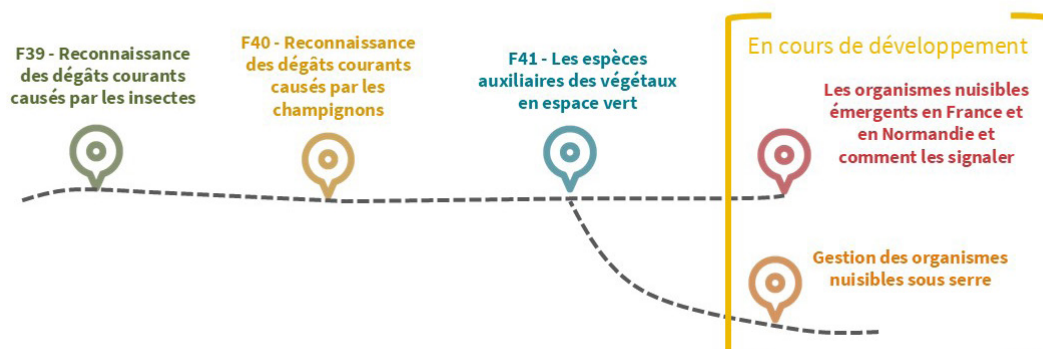 F39 - Reconnaissance
des dégâts courants
causés par les insectes
F40 - Reconnaissance
des dégâts courants
causés par les
champignons
F41 - Les espèces
auxiliaires des végétaux
en espace vert
En cours de développement
Les organismes nuisibles
émergents en France et
en Normandie et
comment les signaler
Gestion des organismes
nuisibles sous serre